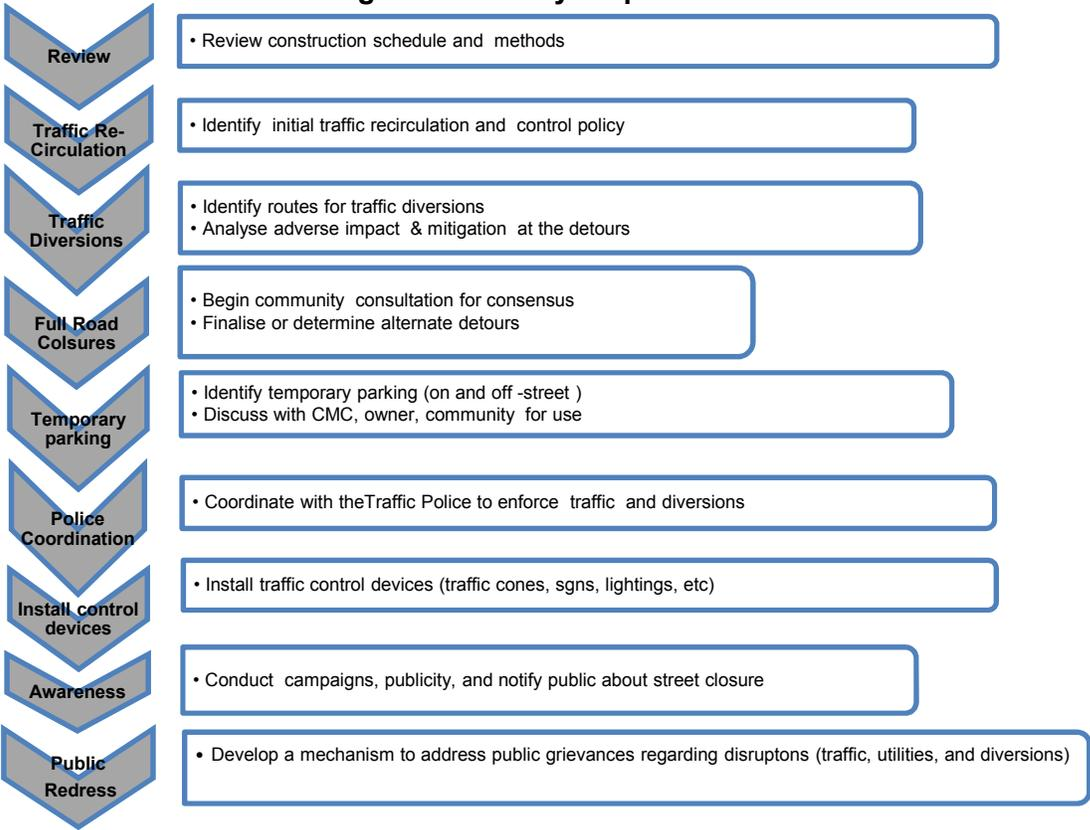 Review
• Review construction schedule and methods
Traffic Re-
Circulation
• Identify initial traffic recirculation and control policy
Traffic
Diversions
• Identify routes for traffic diversions
• Analyse adverse impact & mitigation at the detours
Full Road
Colsures
• Begin community consultation for consensus
• Finalise or determine alternate detours
Temporary
parking
• Identify temporary parking (on and off -street )
• Discuss with CMC, owner, community for use
Police
Coordination
• Coordinate with theTraffic Police to enforce traffic and diversions
Install control
devices
• Install traffic control devices (traffic cones, sgns, lightings, etc)
Awareness
• Conduct campaigns, publicity, and notify public about street closure
Public
Redress
• Develop a mechanism to address public grievances regarding disruptons (traffic, utilities, and diversions)